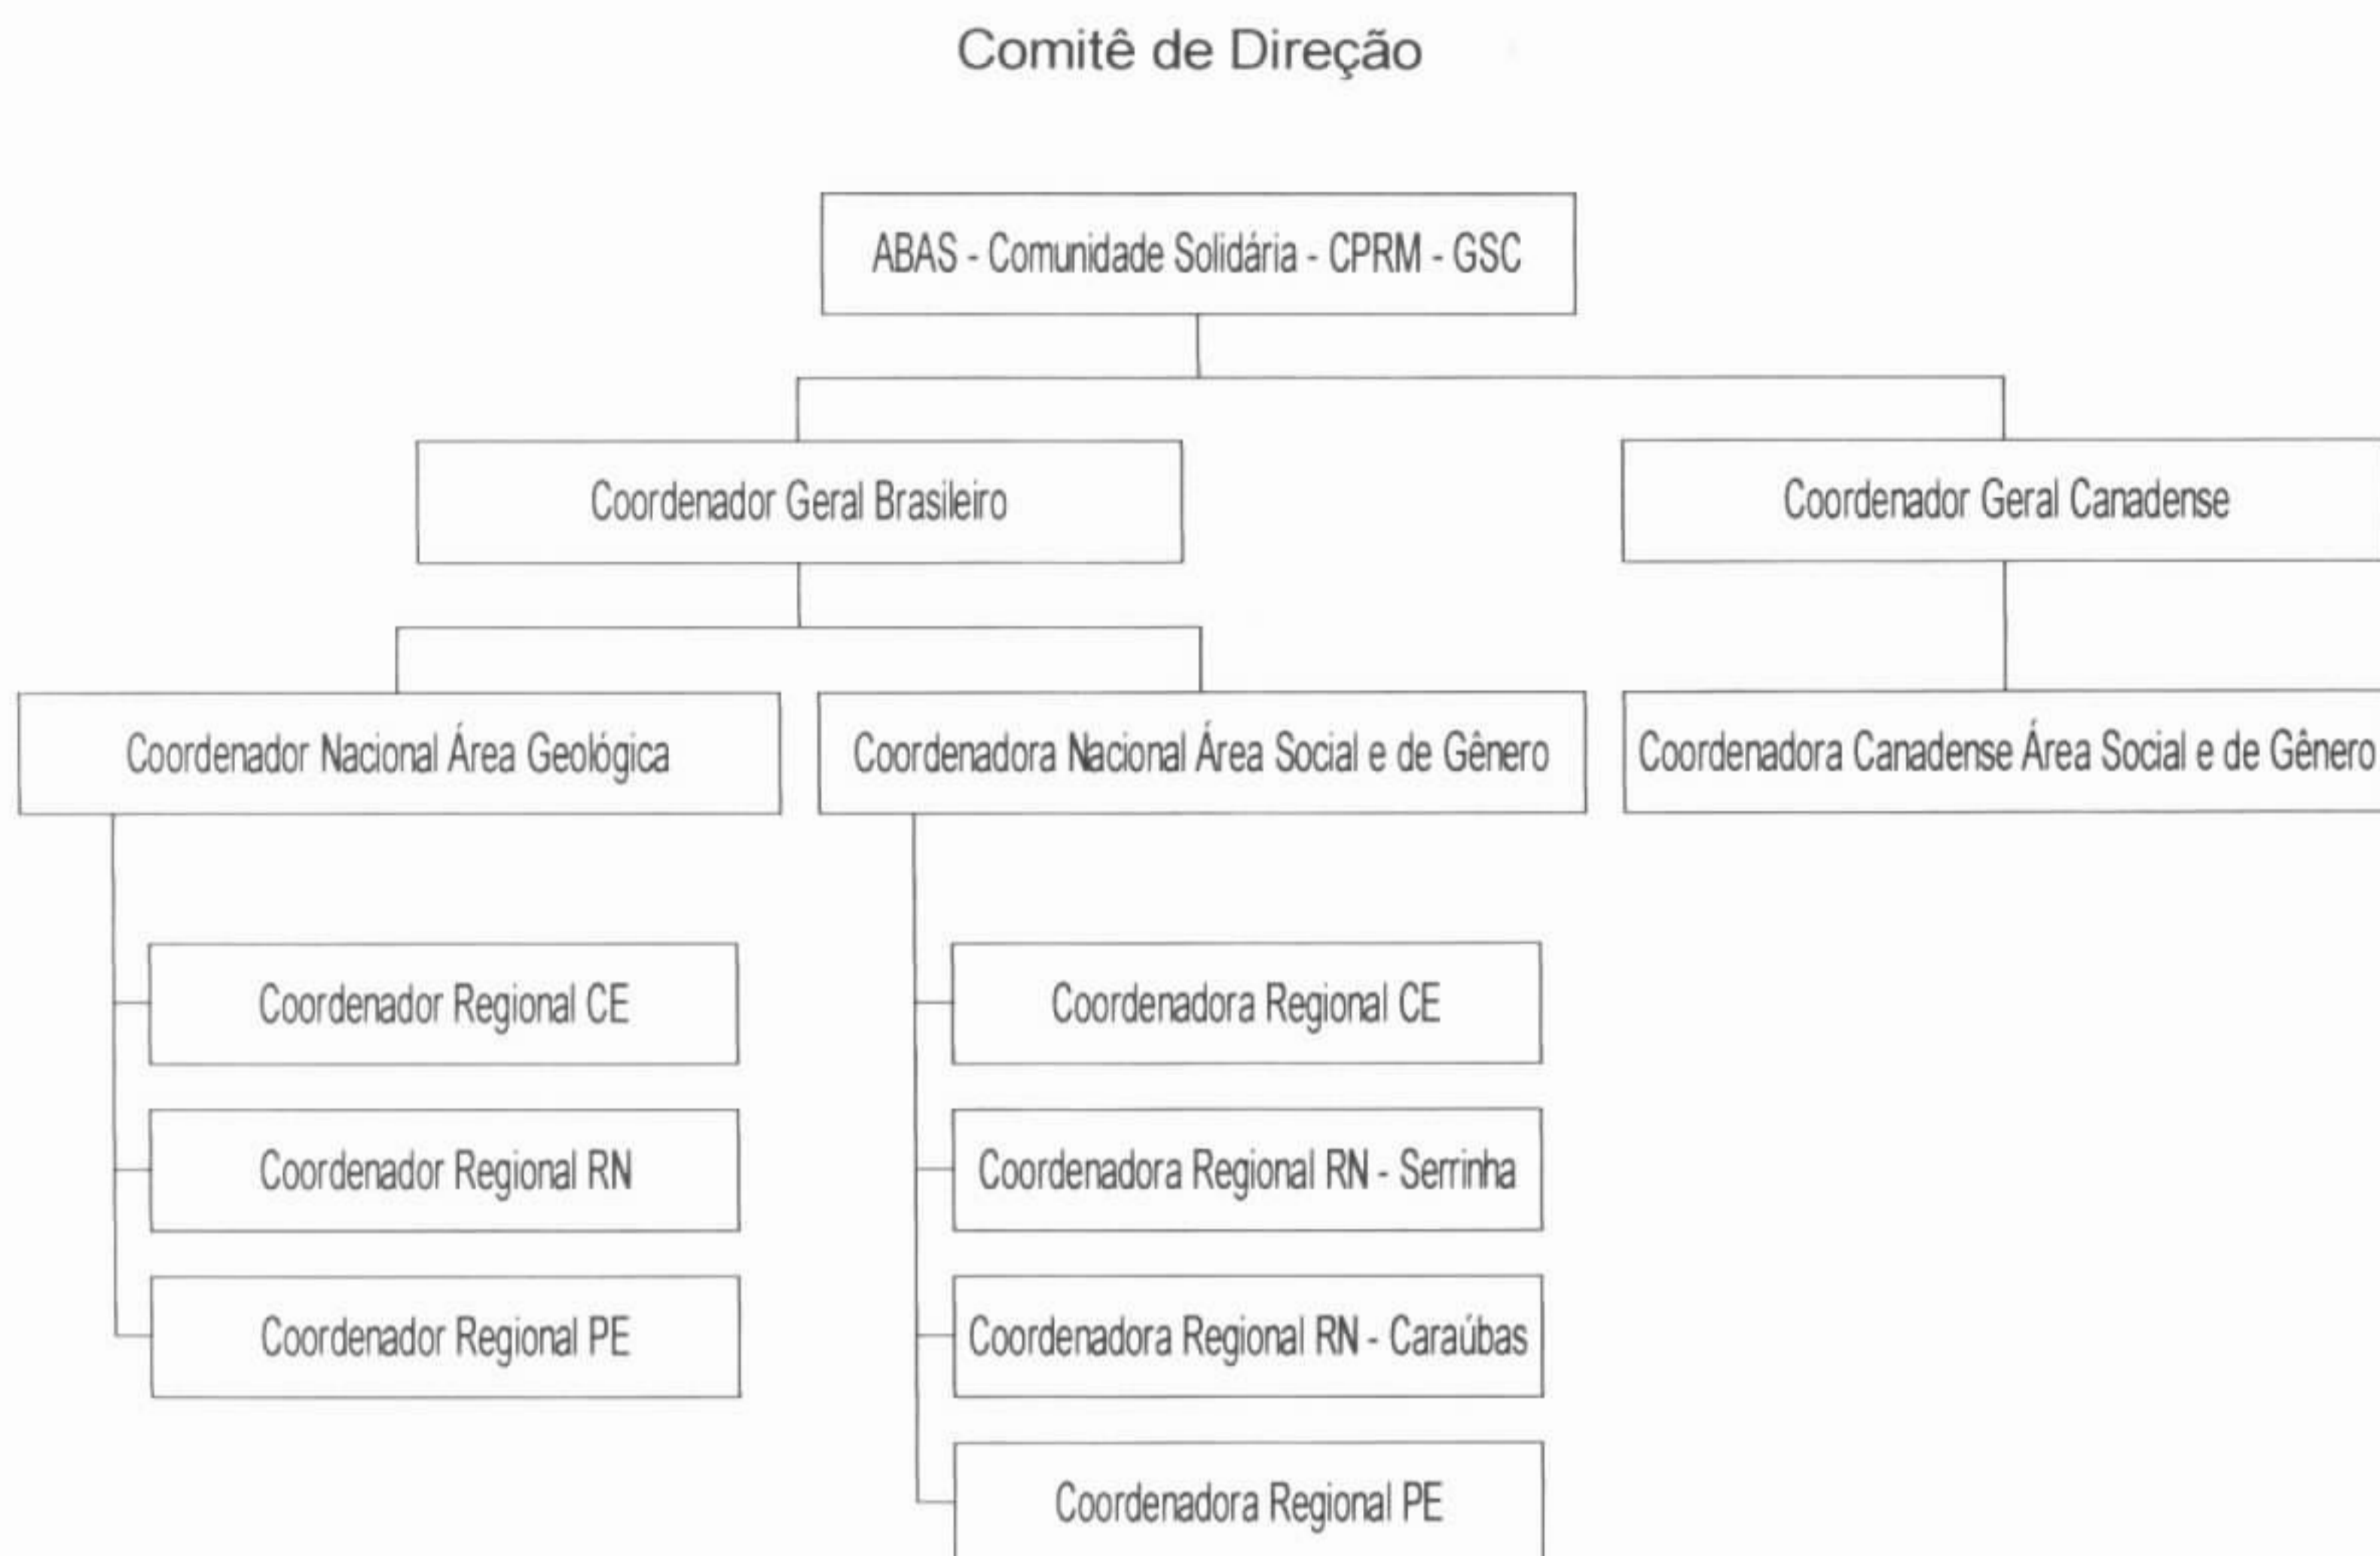 Comitê de Direção
ABAS - Comunidade Solidária - CPRM - GSC
Coordenador Geral Brasileiro
Coordenador Geral Canadense
Coordenador Nacional Área Geológica
Coordenadora Nacional Área Social e de Gênero
Coordenadora Canadense Área Social e de Gênero
Coordenador Regional CE
Coordenador Regional RN
Coordenador Regional PE
Coordenadora Regional CE
Coordenadora Regional RN - Serrinha
Coordenadora Regional RN - Caraúbas
Coordenadora Regional PE